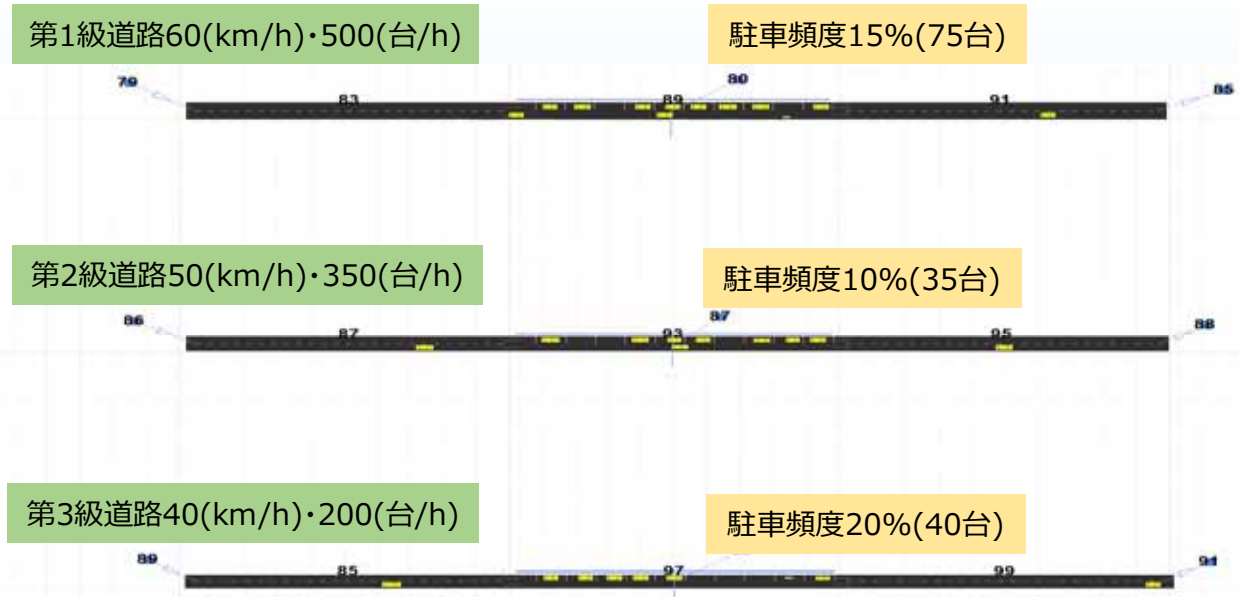 第1級道路60(km/h)・500(台/h) 駐車頻度15%(75台)
79 83 89 80 91 85
第2級道路50(km/h)・350(台/h) 駐車頻度10%(35台)
86 87 93 87 95 88
第3級道路40(km/h)・200(台/h) 駐車頻度20%(40台)
89 85 97 99 91